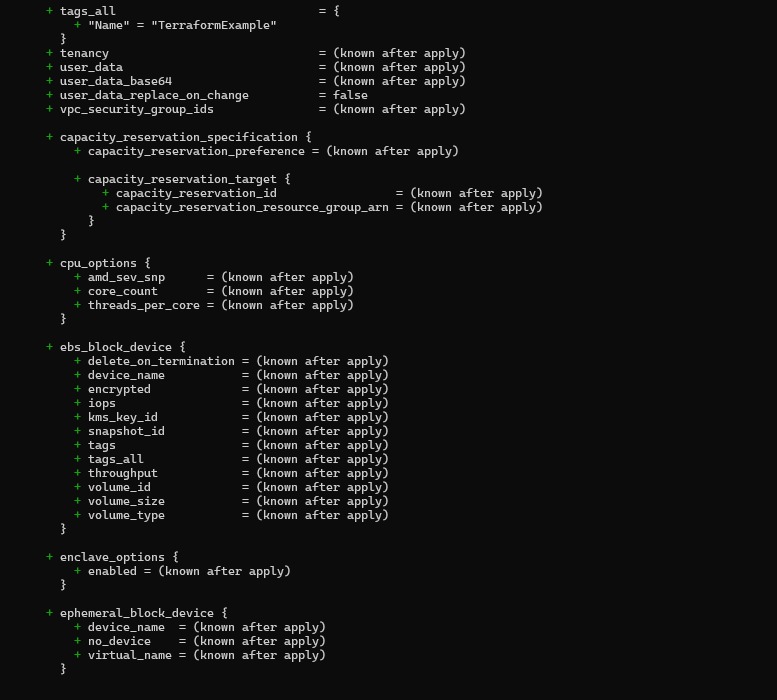 + tags_all                             = {
    + "Name" = "TerraformExample"
  }
+ tenancy                              = (known after apply)
+ user_data                            = (known after apply)
+ user_data_base64                     = (known after apply)
+ user_data_replace_on_change          = false
+ vpc_security_group_ids               = (known after apply)

+ capacity_reservation_specification {
    + capacity_reservation_preference = (known after apply)

    + capacity_reservation_target {
        + capacity_reservation_id                 = (known after apply)
        + capacity_reservation_resource_group_arn = (known after apply)
      }
  }

+ cpu_options {
    + amd_sev_snp      = (known after apply)
    + core_count       = (known after apply)
    + threads_per_core = (known after apply)
  }

+ ebs_block_device {
    + delete_on_termination = (known after apply)
    + device_name           = (known after apply)
    + encrypted             = (known after apply)
    + iops                  = (known after apply)
    + kms_key_id            = (known after apply)
    + snapshot_id           = (known after apply)
    + tags                  = (known after apply)
    + tags_all              = (known after apply)
    + throughput            = (known after apply)
    + volume_id             = (known after apply)
    + volume_size           = (known after apply)
    + volume_type           = (known after apply)
  }

+ enclave_options {
    + enabled = (known after apply)
  }

+ ephemeral_block_device {
    + device_name  = (known after apply)
    + no_device    = (known after apply)
    + virtual_name = (known after apply)
  }